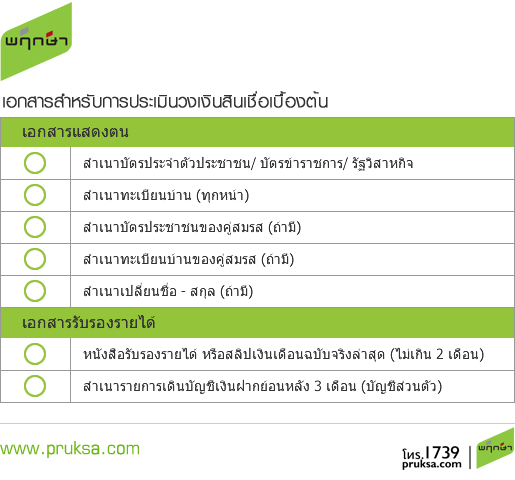 พฤกษา
เอกสารสำหรับการประเมินวงเงินสินเชื่อเบื้องต้น
เอกสารแสดงตน
สำเนาบัตรประจำตัวประชาชน/ บัตรข้าราชการ/ รัฐวิสาหกิจ
สำเนาทะเบียนบ้าน (ทุกหน้า)
สำเนาบัตรประชาชนของคู่สมรส (ถ้ามี)
สำเนาทะเบียนบ้านของคู่สมรส (ถ้ามี)
สำเนาเปลี่ยนชื่อ - สกุล (ถ้ามี)
เอกสารรับรองรายได้
หนังสือรับรองรายได้ หรือสลิปเงินเดือนฉบับจริงล่าสุด (ไม่เกิน 2 เดือน)
สำเนารายการเดินบัญชีเงินฝากย้อนหลัง 3 เดือน (บัญชีส่วนตัว)
www.pruksa.com
โทร.1739
pruksa.com
พฤกษา